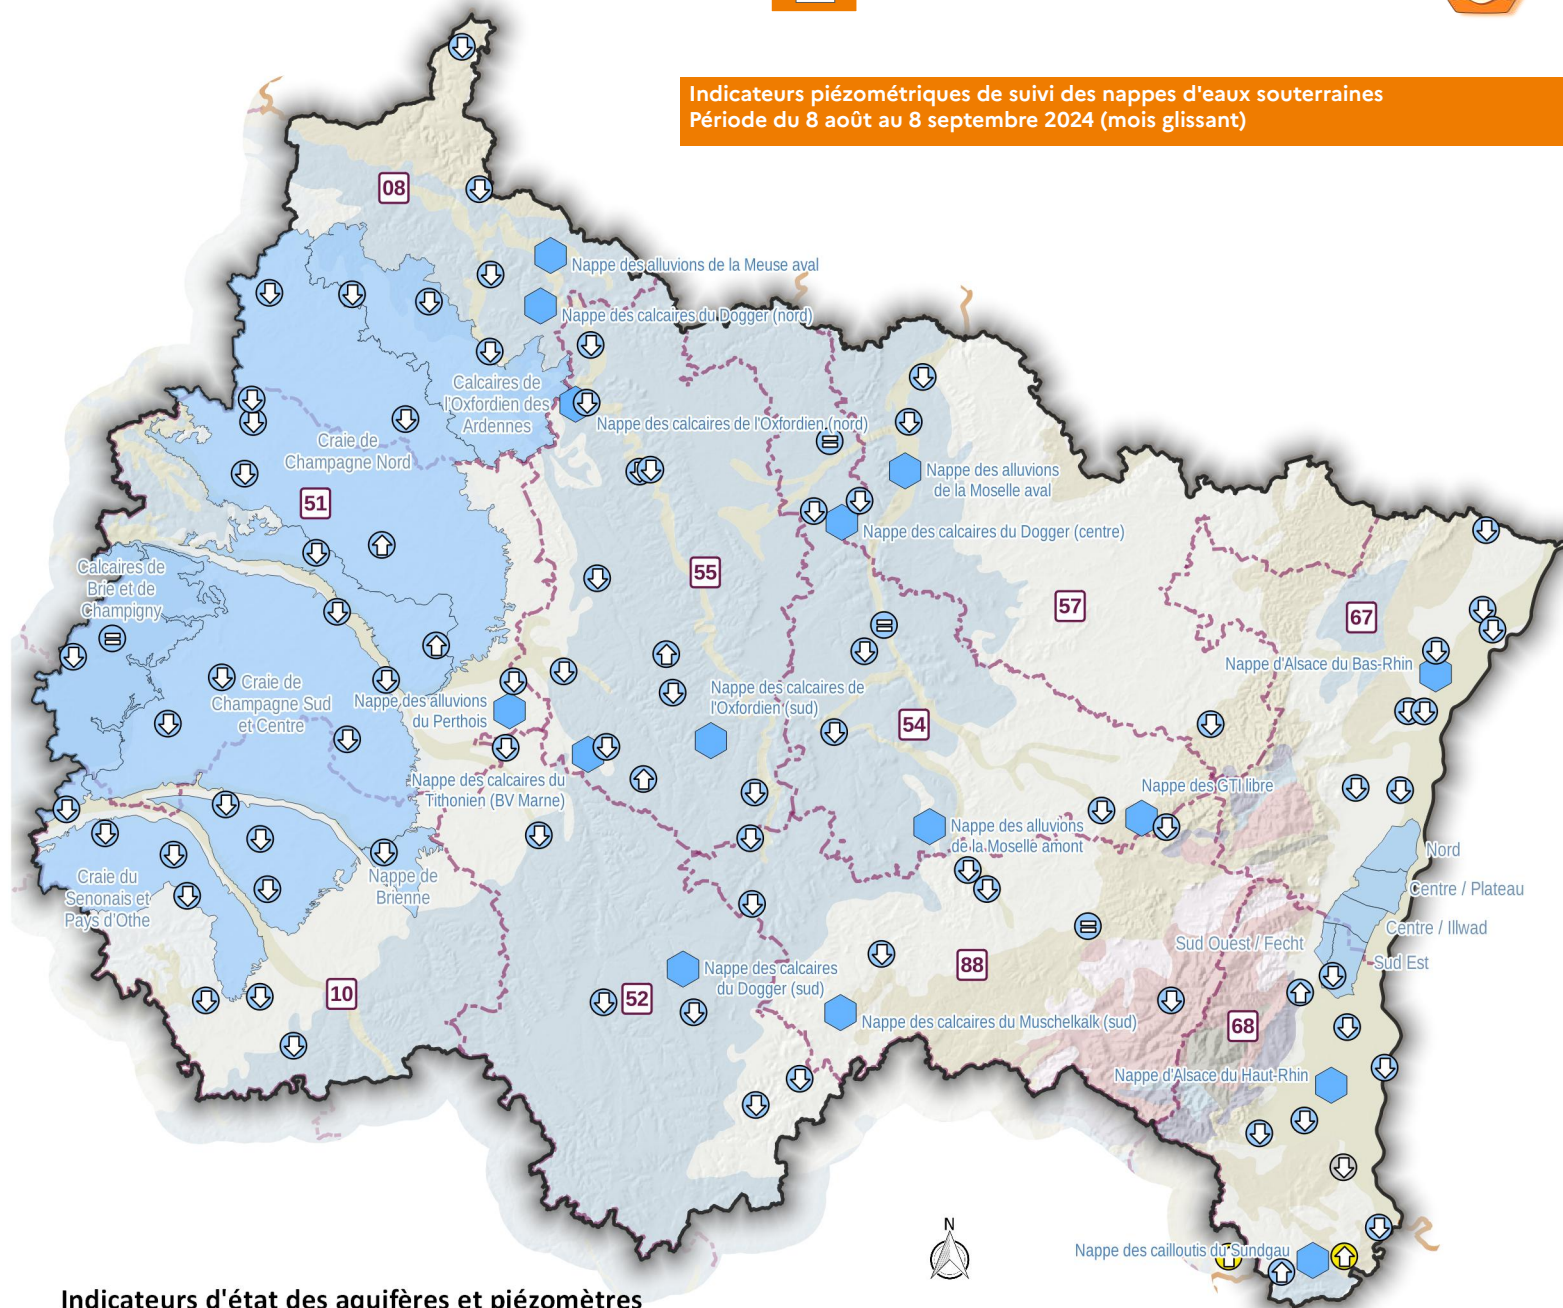 Indicateurs piézométriques de suivi des nappes d'eaux souterraines
Période du 8 août au 8 septembre 2024 (mois glissant)
08
Nappe des alluvions de la Meuse aval
Nappe des calcaires du Dogger (nord)
Calcaires de
l'Oxfordien des
Ardennes
Nappe des calcaires de l'Oxfordien (nord)
Craie de
Champagne Nord
Nappe des alluvions
de la Moselle aval
51
Nappe des calcaires du Dogger (centre)
Calcaires de
Brie et de
Champigny
55
57
67
Nappe d'Alsace du Bas-Rhin
Craie de
Champagne Sud
et Centre
Nappe des alluvions
du Perthois
Nappe des calcaires de
l'Oxfordien (sud)
54
Nappe des calcaires du
Tithonien (BV Marne)
Nappe des GTI libre
Nappe des alluvions
de la Moselle amont
Nord
Craie du
Senonais et
Pays d'Othe
Nappe de
Brienne
Centre / Plateau
Centre / Illwad
Sud Ouest / Fecht
Sud Est
10
52
Nappe des calcaires
du Dogger (sud)
88
Nappe des calcaires du Muschelkalk (sud)
68
Nappe d'Alsace du Haut-Rhin
N
Nappe des cailloutis du Sundgau
Indicateurs d'état des aquifères et piézomètres